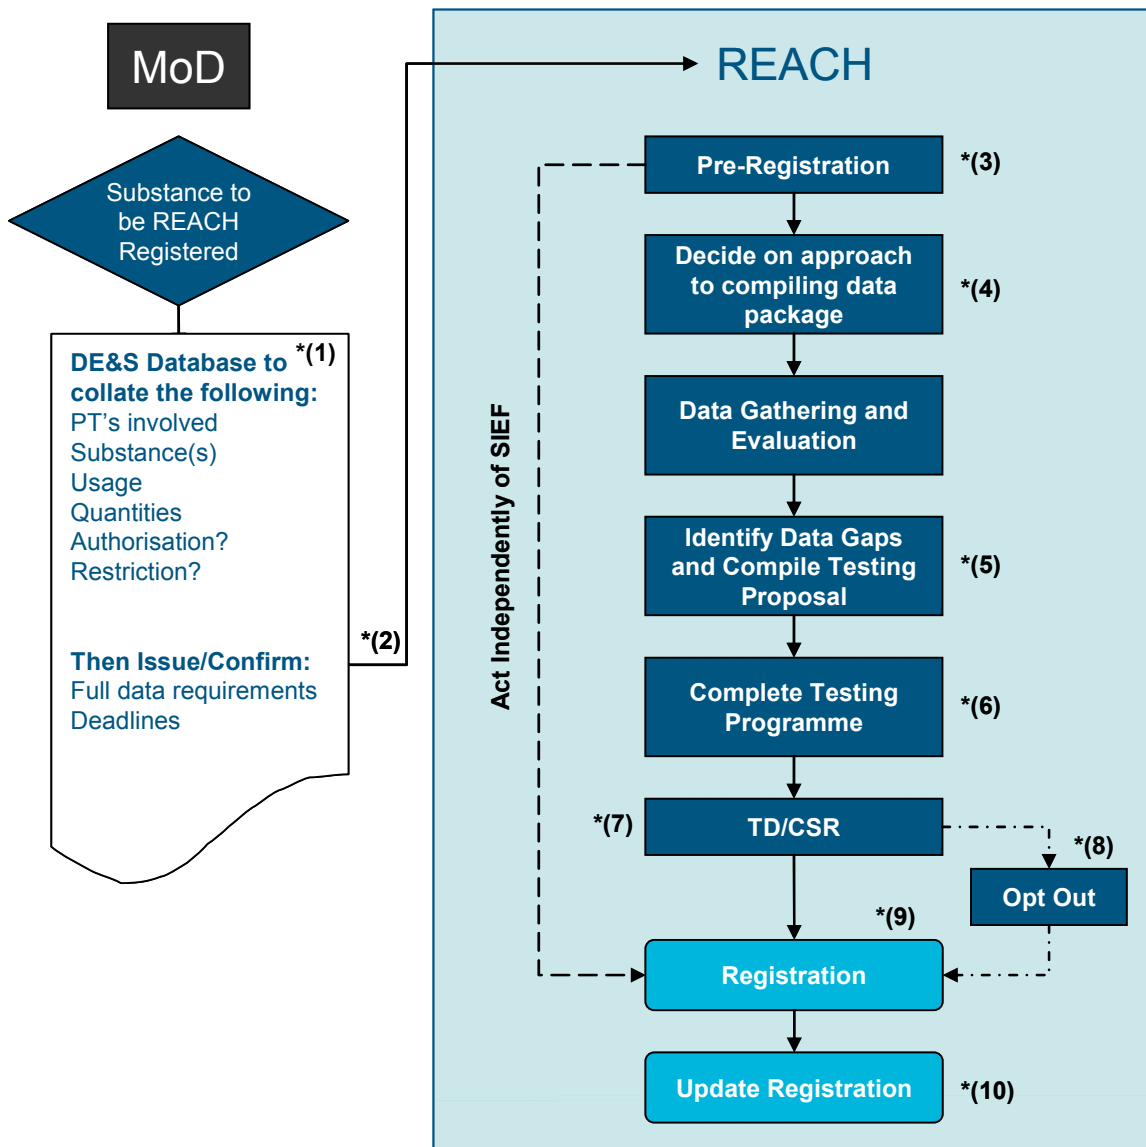 MoD
Substance to
be REACH
Registered
*(1)
DE&S Database to
collate the following:
PT's involved
Substance(s)
Usage
Quantities
Authorisation?
Restriction?
Then Issue/Confirm:
Full data requirements
Deadlines
*(2)
REACH
Pre-Registration
*(3)
Decide on approach
to compiling data
package
*(4)
Data Gathering and
Evaluation
Act Independently of SIEF
Identify Data Gaps
and Compile Testing
Proposal
*(5)
Complete Testing
Programme
*(6)
*(7)
TD/CSR
*(8)
Opt Out
*(9)
Registration
Update Registration
*(10)